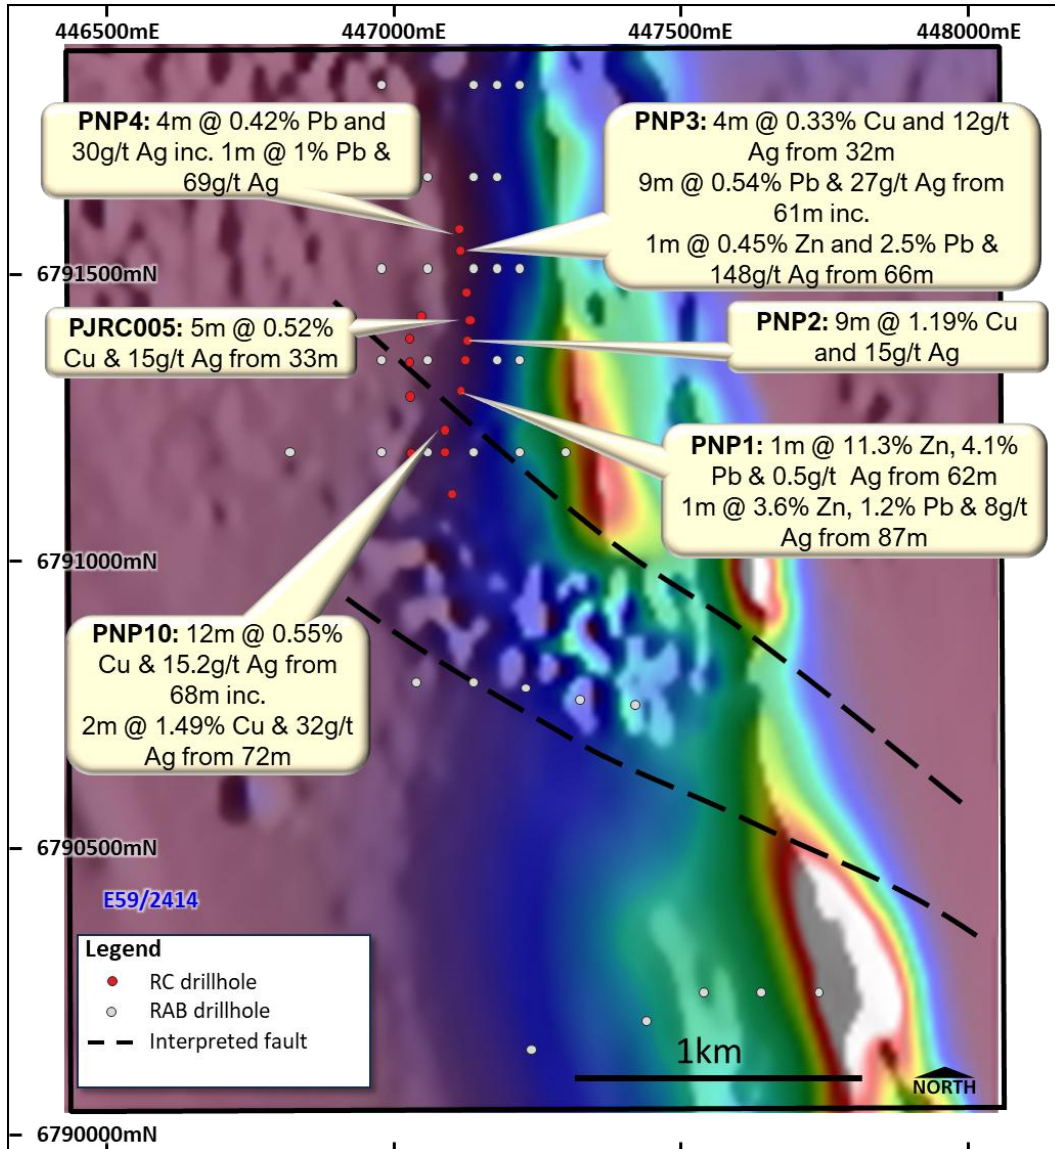 446500mE 447000mE 447500mE 448000mE
PNP4: 4m @ 0.42% Pb and
30g/t Ag inc. 1m @ 1% Pb &
69g/t Ag
PNP3: 4m @ 0.33% Cu and 12g/t
Ag from 32m
9m @ 0.54% Pb & 27g/t Ag from
61m inc.
1m @ 0.45% Zn and 2.5% Pb &
148g/t Ag from 66m
6791500mN
PJRC005: 5m @ 0.52%
Cu & 15g/t Ag from 33m
PNP2: 9m @ 1.19% Cu
and 15g/t Ag
PNP1: 1m @ 11.3% Zn, 4.1%
Pb & 0.5g/t Ag from 62m
1m @ 3.6% Zn, 1.2% Pb & 8g/t
Ag from 87m
6791000mN
PNP10: 12m @ 0.55%
Cu & 15.2g/t Ag from
68m inc.
2m @ 1.49% Cu & 32g/t
Ag from 72m
6790500mN
E59/2414
Legend
RC drillhole
RAB drillhole
Interpreted fault
1km
NORTH
6790000mN